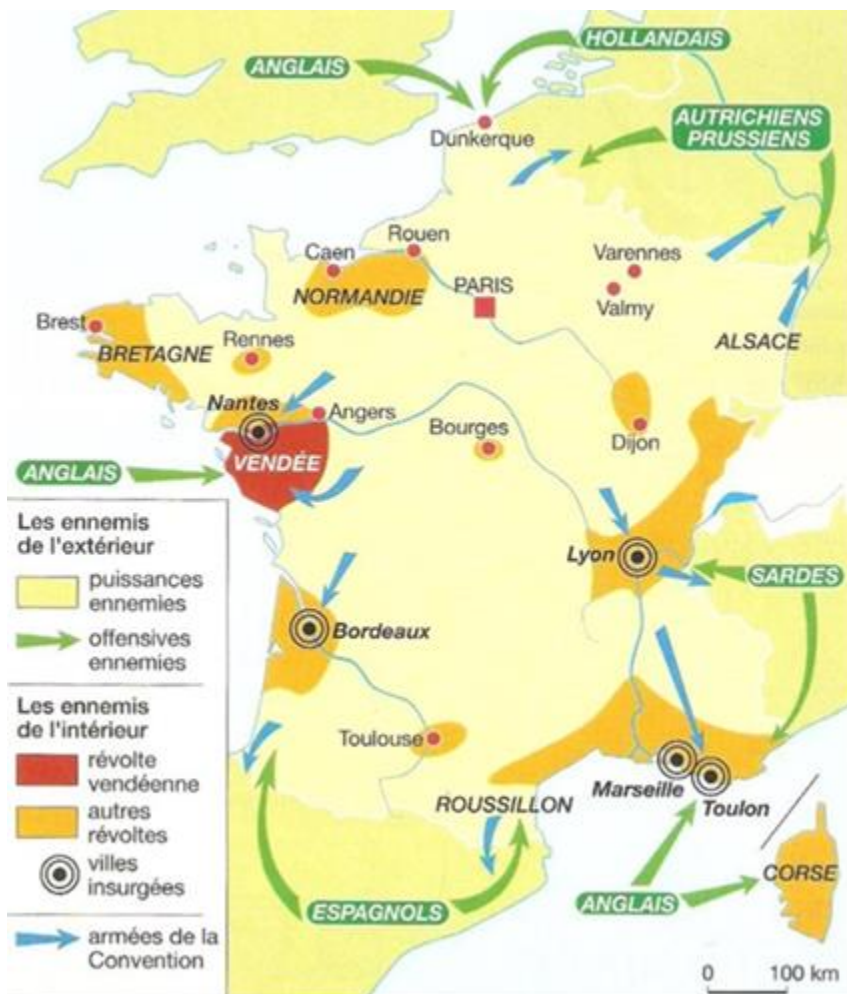 HOLLANDAIS
ANGLAIS
AUTRICHIENS
PRUSSIENS
Dunkerque
Rouen
Caen
Varennes
PARIS
NORMANDIE
Valmy
Brest
BRETAGNE
Rennes
ALSACE
Nantes
Angers
Bourges
Dijon
VENDÉE
ANGLAIS
Lyon
SARDES
Bordeaux
Toulouse
Marseille
Toulon
ROUSSILLON
CORSE
ESPAGNOLS
ANGLAIS
0 100 km
Les ennemis
de l'extérieur
puissances
ennemies
offensives
ennemies
Les ennemis
de l'intérieur
révolte
vendéenne
autres
révoltes
villes
insurgées
armées de la
Convention